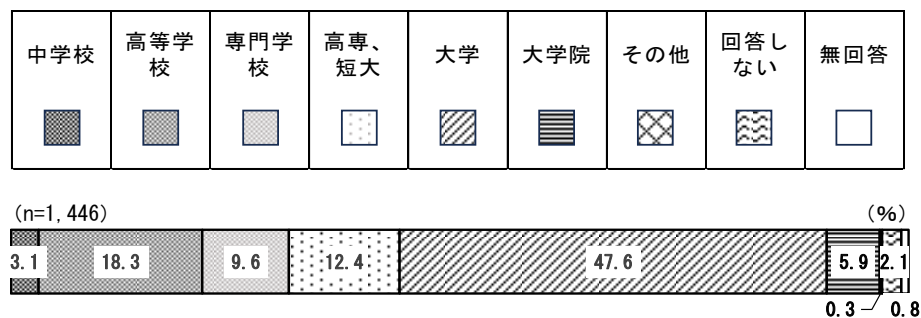 中学校
高等学
校
専門学
校
高専、
短大
大学
大学院
その他
回答し
ない
無回答
(n=1,446)
(%)
3.1
18.3
9.6
12.4
47.6
5.9
2.1
0.3
0.8